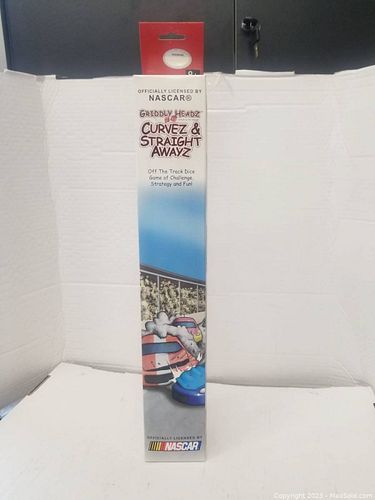 8+
OFFICIALLY LICENSED BY
NASCAR®
GRIDDLY HEADZ
CURVEZ &
STRAIGHT
AWAYZ
Off The Track Dice
Game of Challenge,
Strategy and Fun!
OFFICIALLY LICENSED BY
NASCAR
Copyright 2023 - MaxSold.com